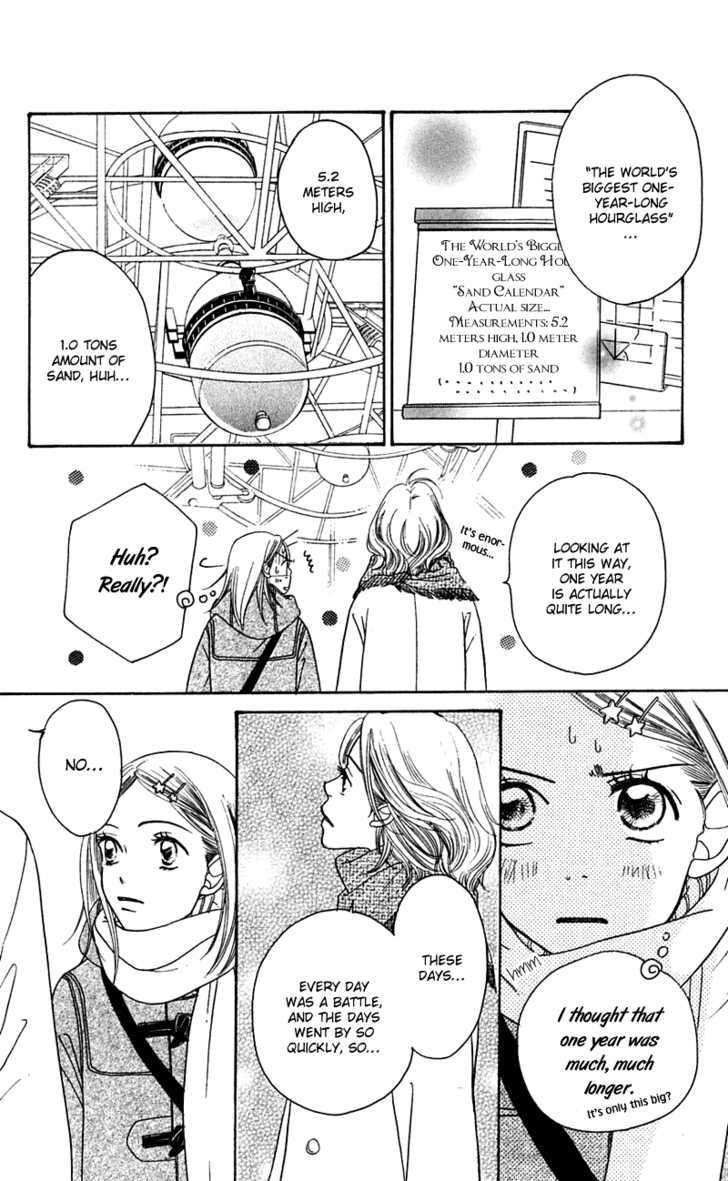 "THE WORLD'S
BIGGEST ONE-
YEAR-LONG
HOURGLASS"
...
The World's Bigge
One-Year-Long Hou
glass
"Sand Calendar"
Actual size...
Measurements: 5.2
meters high, 1.0 meter
diameter
1.0 tons of sand
5.2
METERS
HIGH,
1.0 TONS
AMOUNT OF
SAND, HUH...
LOOKING AT
IT THIS WAY,
ONE YEAR
IS ACTUALLY
QUITE LONG...
It's enor-
mous...
Huh?
Really?!
hmm
I thought that
one year was
much, much
longer.
It's only this big?
THESE
DAYS...
EVERY DAY
WAS A BATTLE,
AND THE DAYS
WENT BY SO
QUICKLY, SO...
NO...